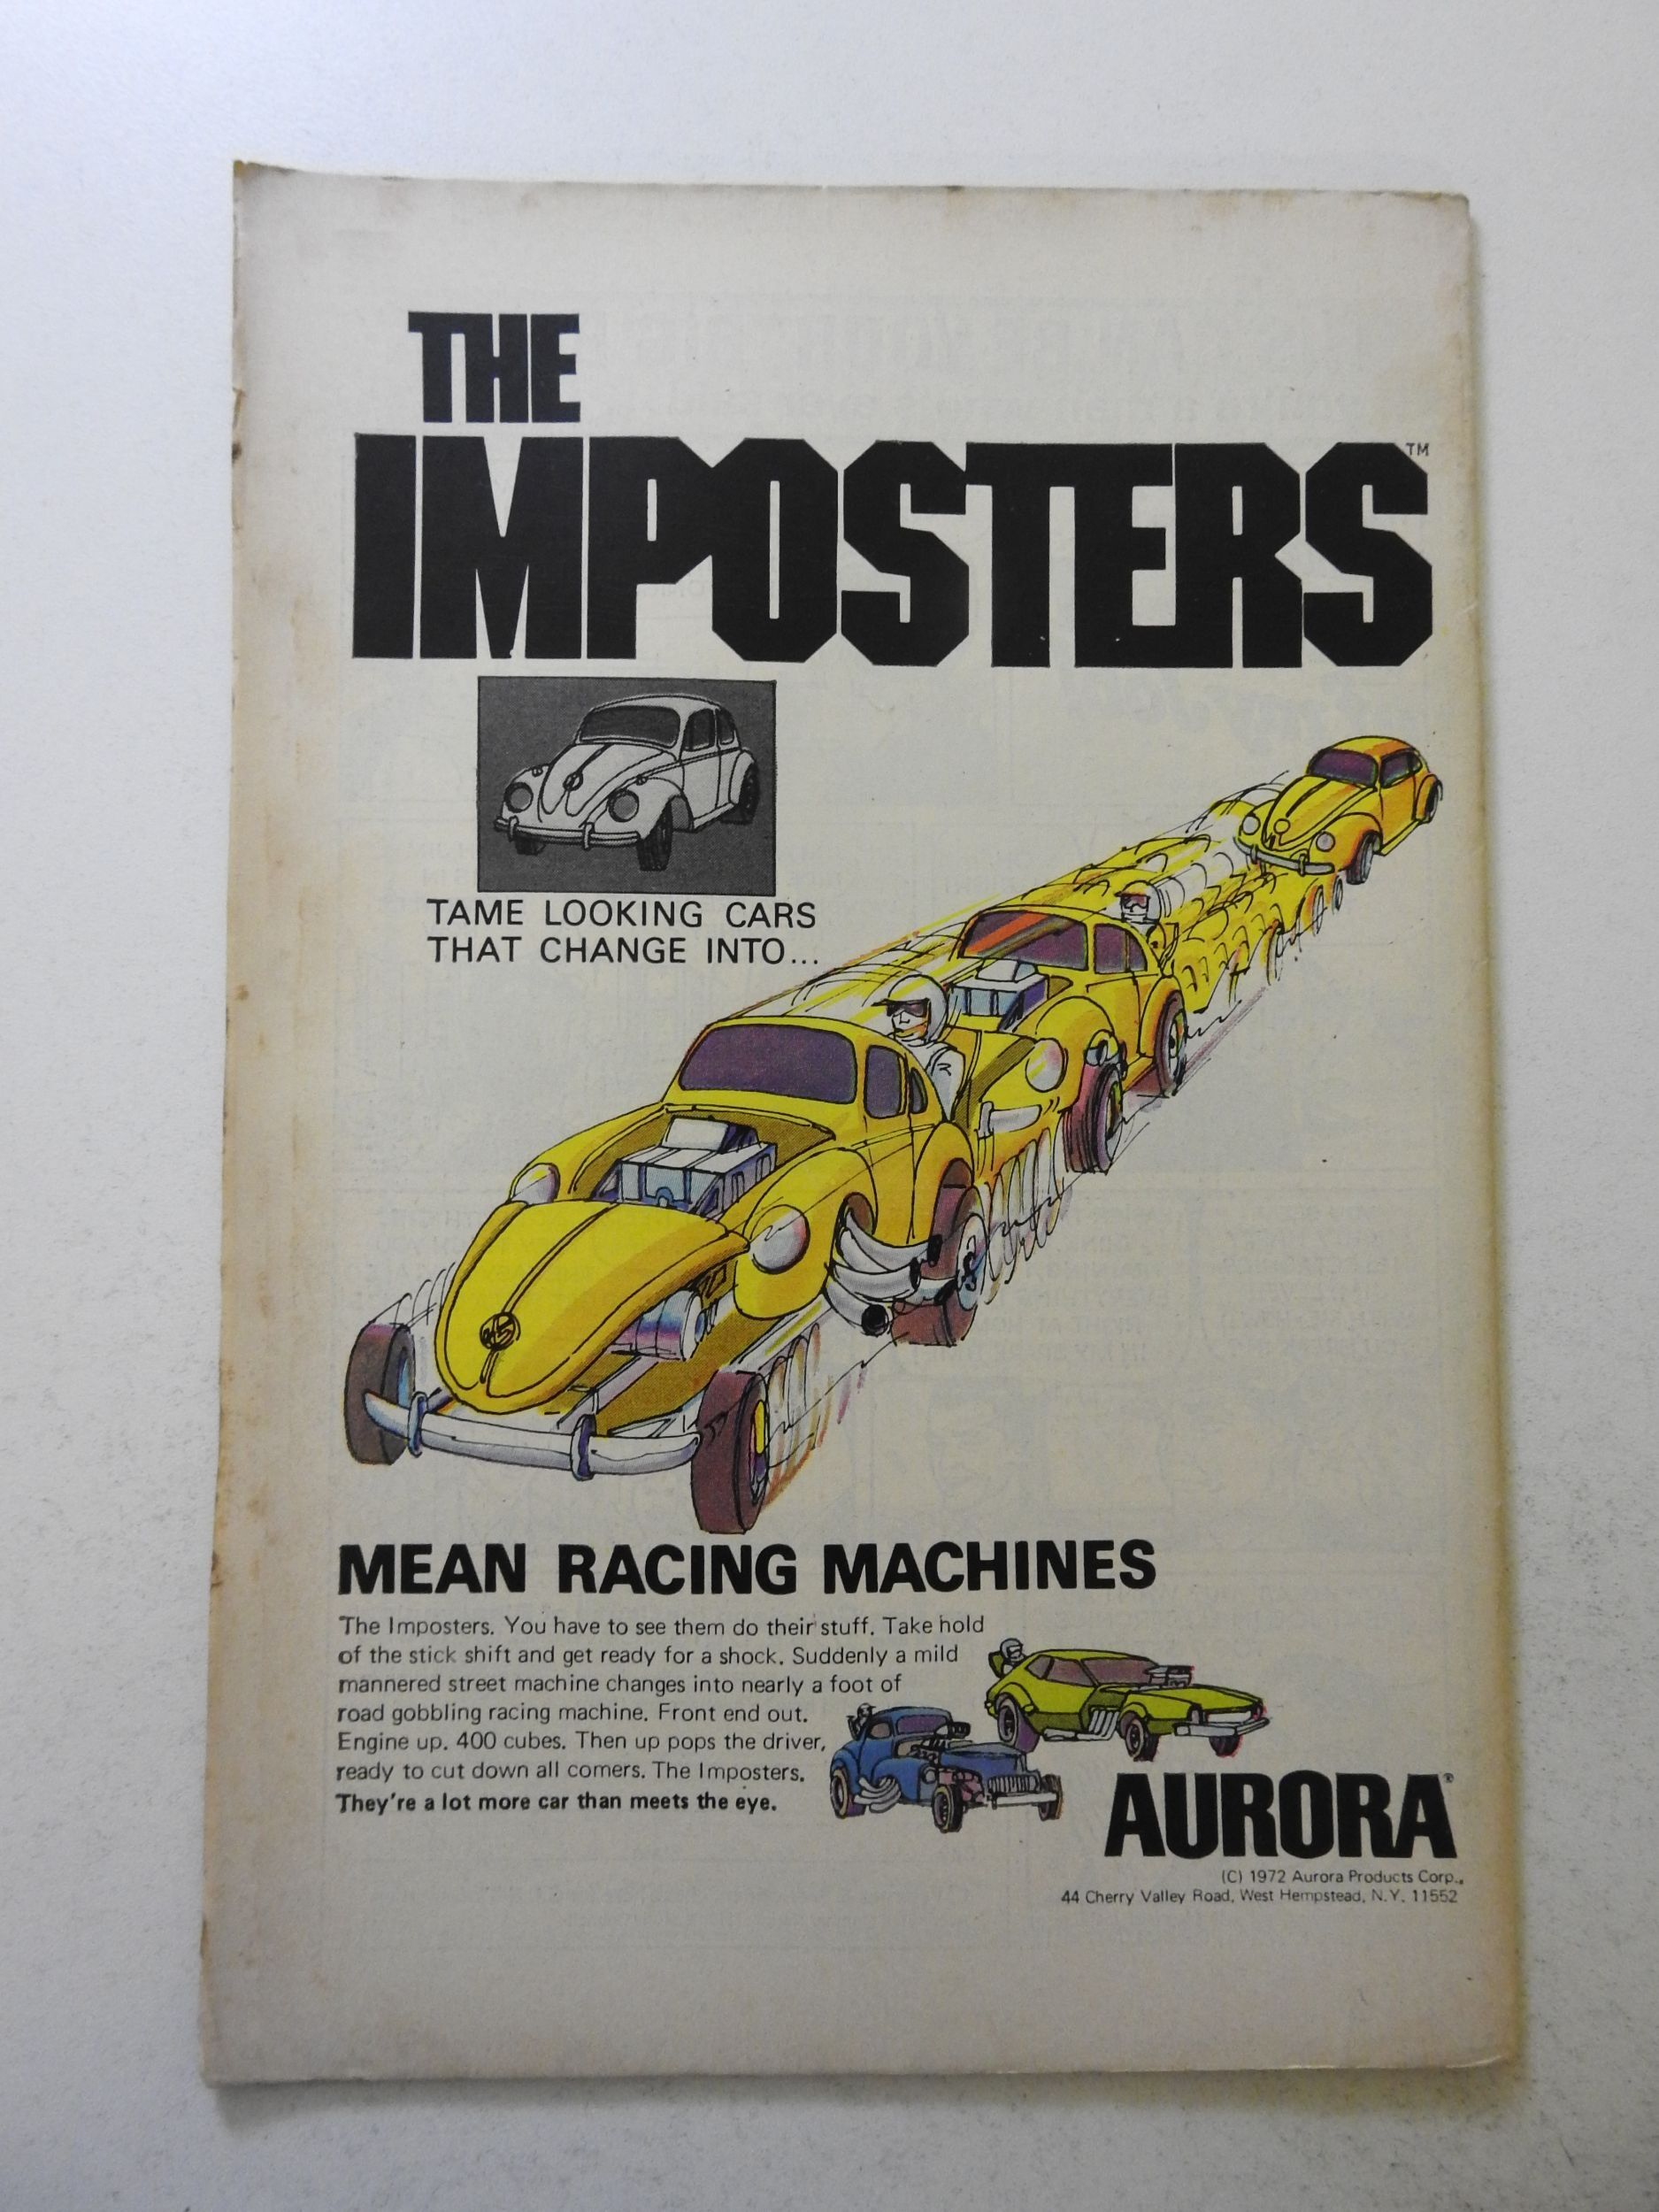 THE
IMPOSTERS™
TAME LOOKING CARS
THAT CHANGE INTO...
MEAN RACING MACHINES
The Imposters. You have to see them do their stuff. Take hold
of the stick shift and get ready for a shock. Suddenly a mild
mannered street machine changes into nearly a foot of
road gobbling racing machine. Front end out.
Engine up. 400 cubes. Then up pops the driver,
ready to cut down all comers. The Imposters.
They're a lot more car than meets the eye.
AURORA®
(C) 1972 Aurora Products Corp.,
44 Cherry Valley Road, West Hempstead, N.Y. 11552